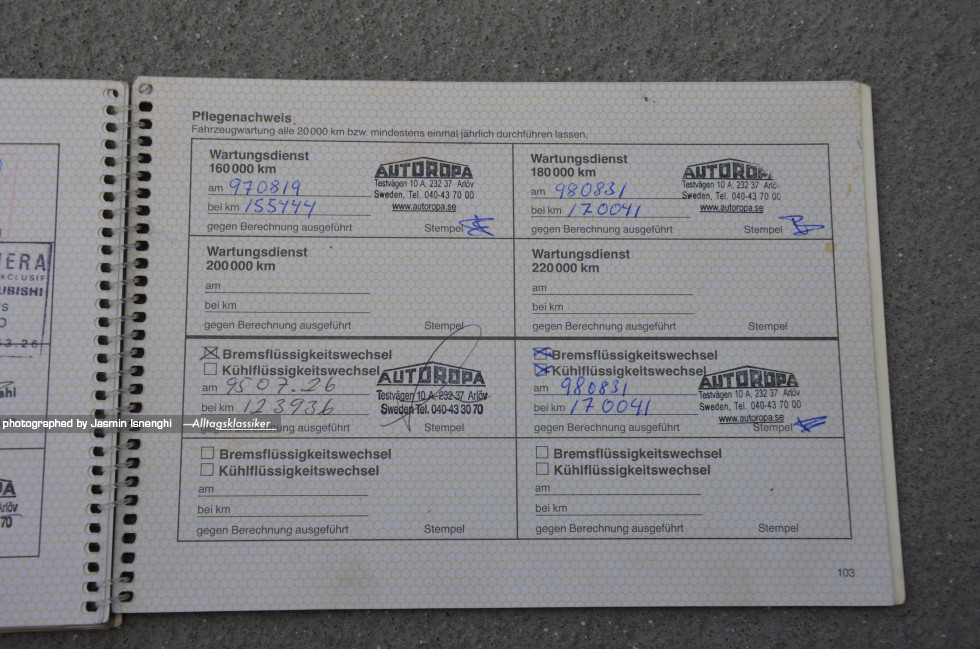 Pflegenachweis
Fahrzeugwartung alle 20 000 km bzw. mindestens einmal jährlich durchführen lassen.
Wartungsdienst
160 000 km
am 970819
bei km 155444
gegen Berechnung ausgeführt Stempel
AUTOROPA
Testvägen 10 A, 232 37 Arlöv
Sweden, Tel. 040-43 70 00
www.autoropa.se
Wartungsdienst
180 000 km
am 980831
bei km 170041
gegen Berechnung ausgeführt Stempel
AUTOROPA
Testvägen 10 A, 232 37 Arlöv
Sweden, Tel. 040-43 70 00
www.autoropa.se
Wartungsdienst
200 000 km
am
bei km
gegen Berechnung ausgeführt Stempel
Wartungsdienst
220 000 km
am
bei km
gegen Berechnung ausgeführt Stempel
Bremsflüssigkeitswechsel
Kühlflüssigkeitswechsel
am 95 07.26
bei km 123936
ausgeführt Stempel
AUTOROPA
Testvägen 10 A, 232 37 Arlöv
Sweden Tel. 040-43 30 70
Bremsflüssigkeitswechsel
Kühlflüssigkeitswechsel
am 980831
bei km 170041
gegen Berechnung ausgeführt Stempel
AUTOROPA
Testvägen 10 A, 232 37 Arlöv
Sweden, Tel. 040-43 70 00
www.autoropa.se
Bremsflüssigkeitswechsel
Kühlflüssigkeitswechsel
am
bei km
gegen Berechnung ausgeführt Stempel
Bremsflüssigkeitswechsel
Kühlflüssigkeitswechsel
am
bei km
gegen Berechnung ausgeführt Stempel
103
photographed by Jasmin Isnenghi —Alltagsklassiker